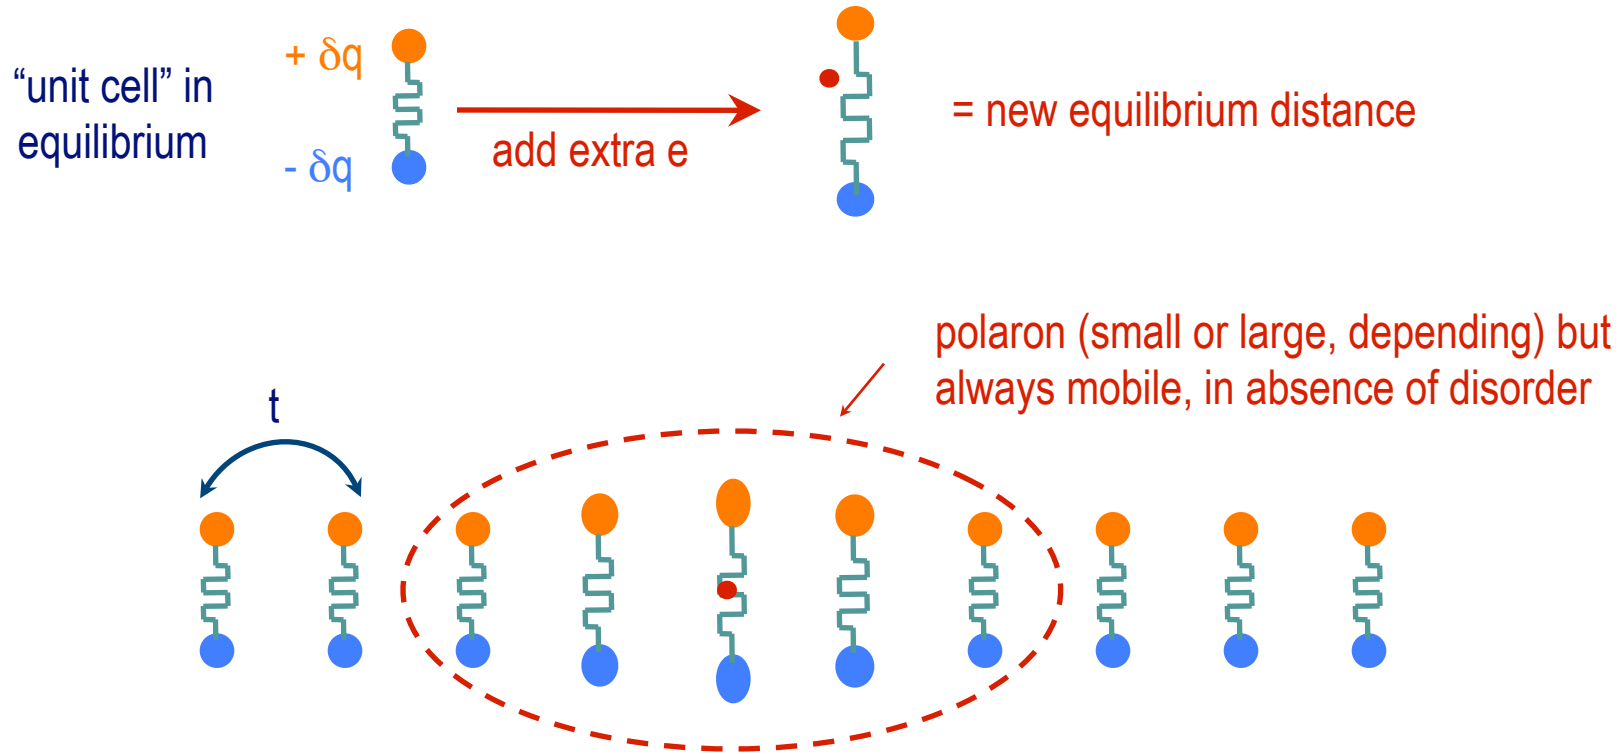 “unit cell” in
equilibrium
+ δq
- δq
add extra e
= new equilibrium distance
polaron (small or large, depending) but
always mobile, in absence of disorder
t